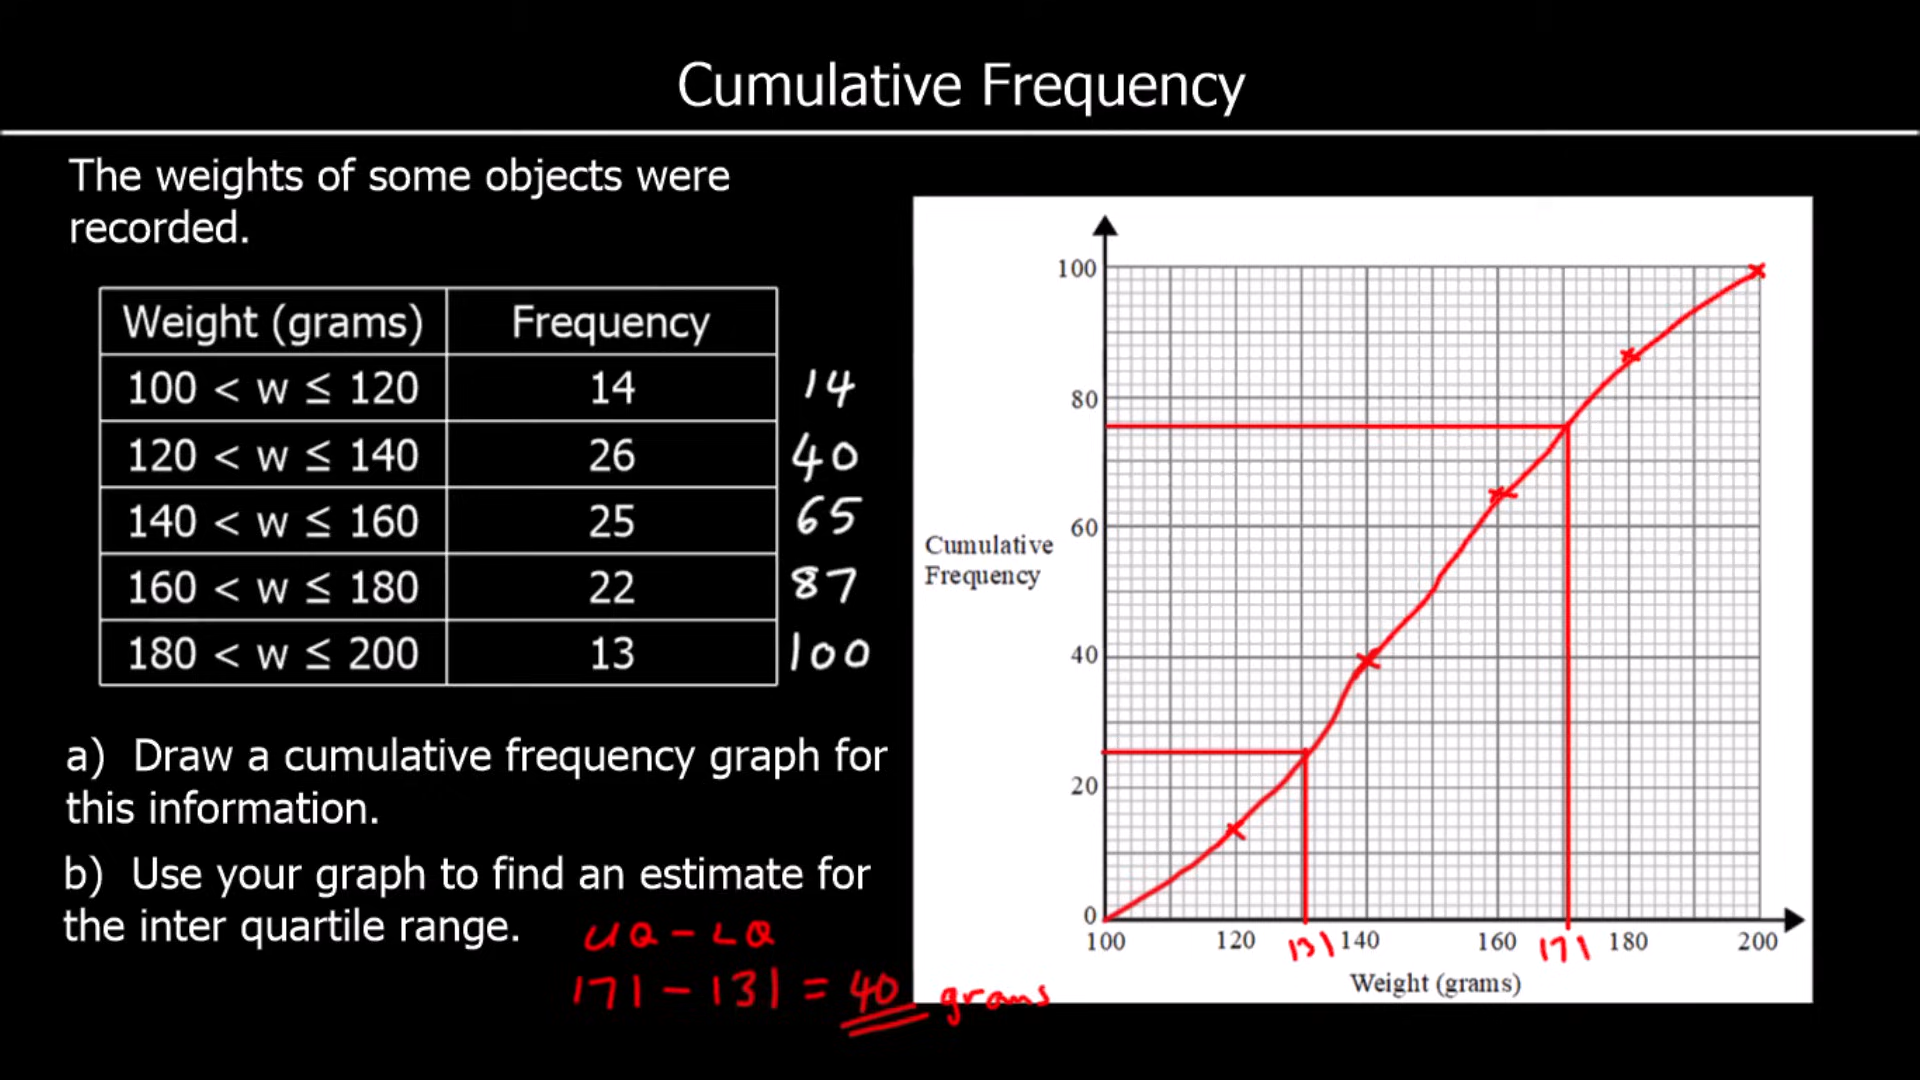 Cumulative Frequency
The weights of some objects were
recorded.
Weight (grams) Frequency
100 < w ≤ 120 14 14
120 < w ≤ 140 26 40
140 < w ≤ 160 25 65
160 < w ≤ 180 22 87
180 < w ≤ 200 13 100
a) Draw a cumulative frequency graph for
this information.
b) Use your graph to find an estimate for
the inter quartile range.
UQ - LQ
171 - 131 = 40 grams
100
80
60
Cumulative
Frequency
40
20
0
100 120 131 140 160 171 180 200
Weight (grams)